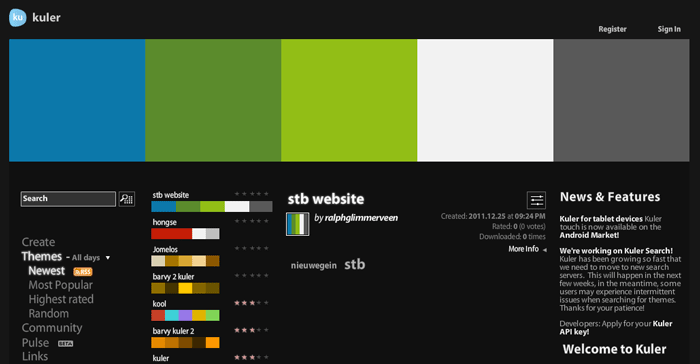 ku kuler
Register Sign In
Search
Create
Themes - All days
Newest RSS
Most Popular
Highest rated
Random
Community
Pulse BETA
Links
stb website
hongse
Jomelos
barvy 2 kuler
kool
barvy kuler 2
kuler
stb website
by ralphglimmerveen
Created: 2011.12.25 at 09:24 PM
Rated: 0 (0 votes)
Downloaded: 0 times
More Info
nieuwegein stb
News & Features
Kuler for tablet devices Kuler
touch is now available on the
Android Market!
We're working on Kuler Search!
Kuler has been growing so fast that
we need to move to new search
servers. This will happen in the next
few weeks, in the meantime, some
users may experience intermittent
issues when searching for themes.
Thanks for your patience!
Developers: Apply for your Kuler
API key!
Welcome to Kuler